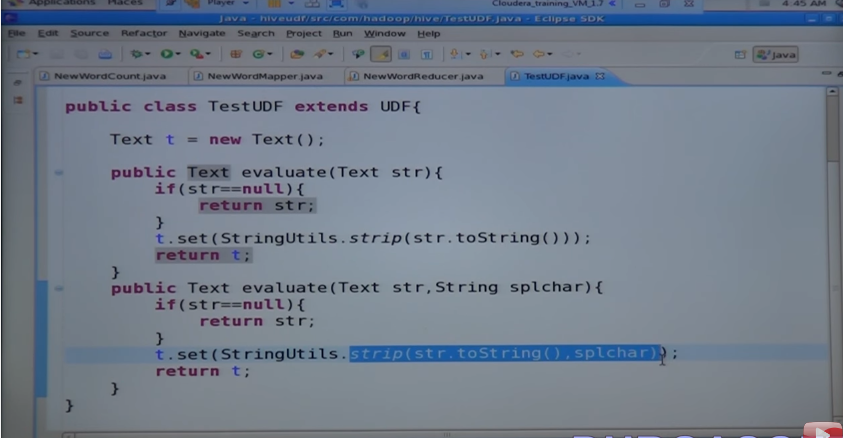 Applications Places
Player
Cloudera_training_VM_1.7
4:45 AM
Java - hiveudf/src/com/hadoop/hive/TestUDF.java - Eclipse SDK
File Edit Source Refactor Navigate Search Project Run Window Help
Java
NewWordCount.java NewWordMapper.java NewWordReducer.java TestUDF.java
public class TestUDF extends UDF{
Text t = new Text();
public Text evaluate(Text str){
if(str==null){
return str;
}
t.set(StringUtils.strip(str.toString()));
return t;
}
public Text evaluate(Text str,String splchar){
if(str==null){
return str;
}
t.set(StringUtils.strip(str.toString(),splchar));
return t;
}
}